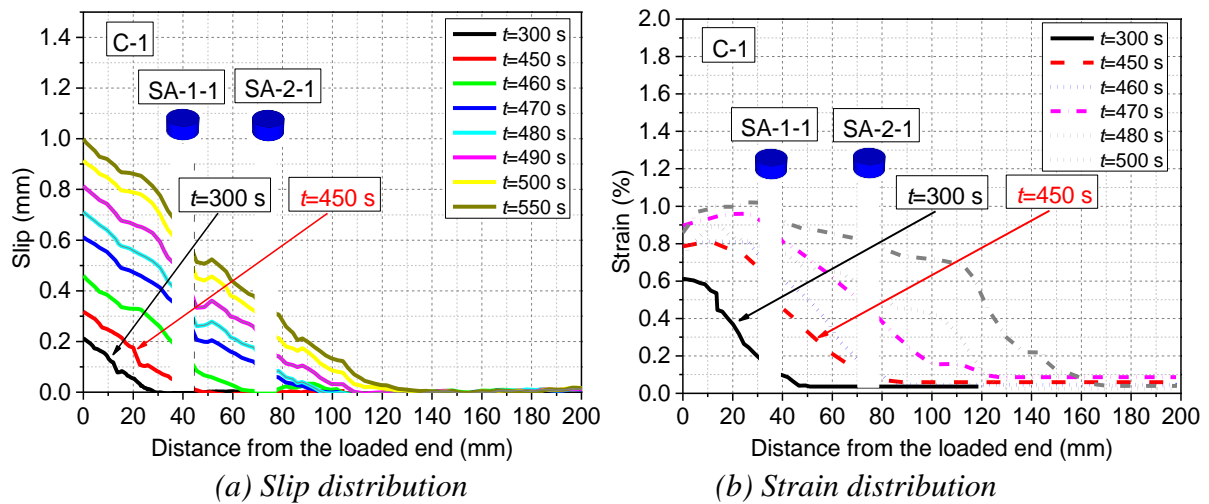 1.4
1.2
1.0
0.8
0.6
0.4
0.2
0.0
Slip (mm)
C-1
SA-1-1
SA-2-1
t=300 s
t=450 s
t=300 s
t=450 s
t=460 s
t=470 s
t=480 s
t=490 s
t=500 s
t=550 s
0 20 40 60 80 100 120 140 160 180 200
Distance from the loaded end (mm)
(a) Slip distribution
2.0
1.8
1.6
1.4
1.2
1.0
0.8
0.6
0.4
0.2
0.0
Strain (%)
C-1
SA-1-1
SA-2-1
t=300 s
t=450 s
t=300 s
t=450 s
t=460 s
t=470 s
t=480 s
t=500 s
0 20 40 60 80 100 120 140 160 180 200
Distance from the loaded end (mm)
(b) Strain distribution